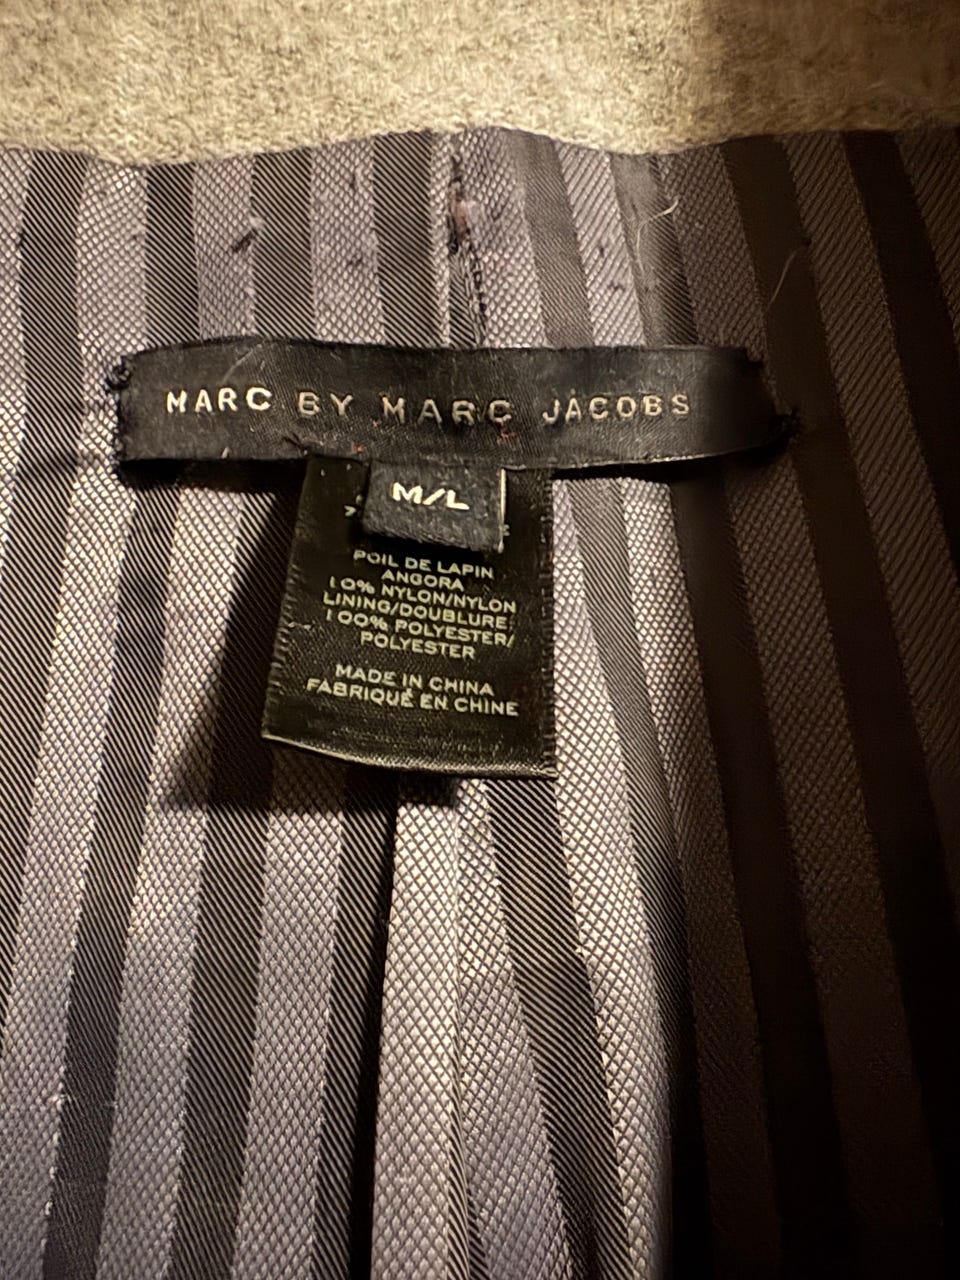 MARC BY MARC JACOBS
M/L
POIL DE LAPIN
ANGORA
10% NYLON/NYLON
LINING/DOUBLURE:
100% POLYESTER/
POLYESTER
MADE IN CHINA
FABRIQUÉ EN CHINE